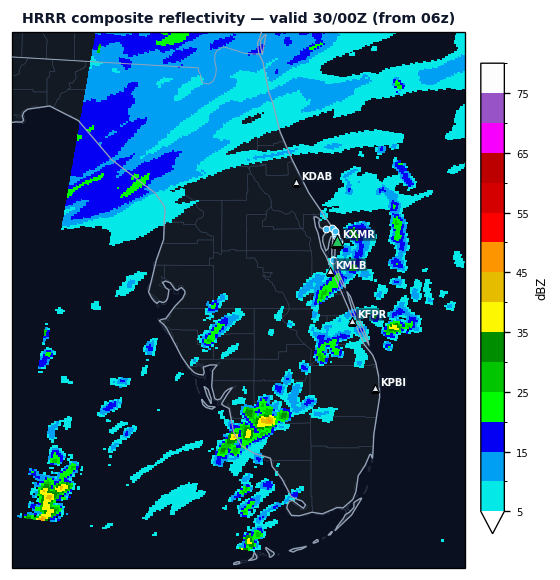 HRRR composite reflectivity — valid 30/00Z (from 06z)
KDAB
KXMR
KMLB
KFPR
KPBI
75
65
55
45
35
25
15
5
dBZ